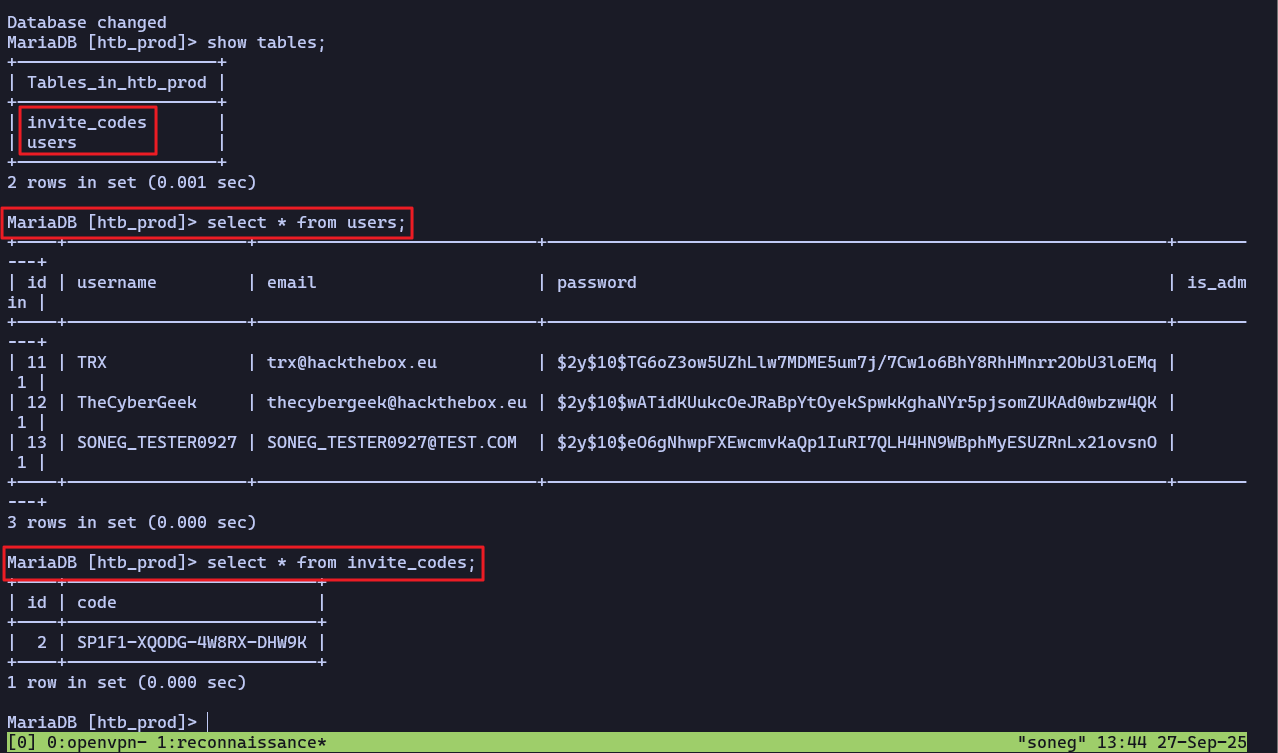 Database changed
MariaDB [htb_prod]> show tables;
+--------------------+
| Tables_in_htb_prod |
+--------------------+
| invite_codes       |
| users              |
+--------------------+
2 rows in set (0.001 sec)
MariaDB [htb_prod]> select * from users;
+----+------------------+----------------------------+--------------------------------------------------------------+-------
---+
| id | username         | email                      | password                                                     | is_adm
in |
+----+------------------+----------------------------+--------------------------------------------------------------+-------
---+
| 11 | TRX              | trx@hackthebox.eu          | $2y$10$TG6oZ3ow5UZhLlw7MDME5um7j/7Cw1o6BhY8RhHMnrr2ObU3loEMq |
 1 |
| 12 | TheCyberGeek     | thecybergeek@hackthebox.eu | $2y$10$wATidKUukcOeJRaBpYtOyekSpwkKghaNYr5pjsomZUKAd0wbzw4QK |
 1 |
| 13 | SONEG_TESTER0927 | SONEG_TESTER0927@TEST.COM  | $2y$10$eO6gNhwpFXEwcmvKaQp1IuRI7QLH4HN9WBphMyESUZRnLx21ovsnO |
 1 |
+----+------------------+----------------------------+--------------------------------------------------------------+-------
---+
3 rows in set (0.000 sec)
MariaDB [htb_prod]> select * from invite_codes;
+----+-------------------------+
| id | code                    |
+----+-------------------------+
|  2 | SP1F1-XQODG-4W8RX-DHW9K |
+----+-------------------------+
1 row in set (0.000 sec)
MariaDB [htb_prod]>
[0] 0:openvpn- 1:reconnaissance* "soneg" 13:44 27-Sep-25